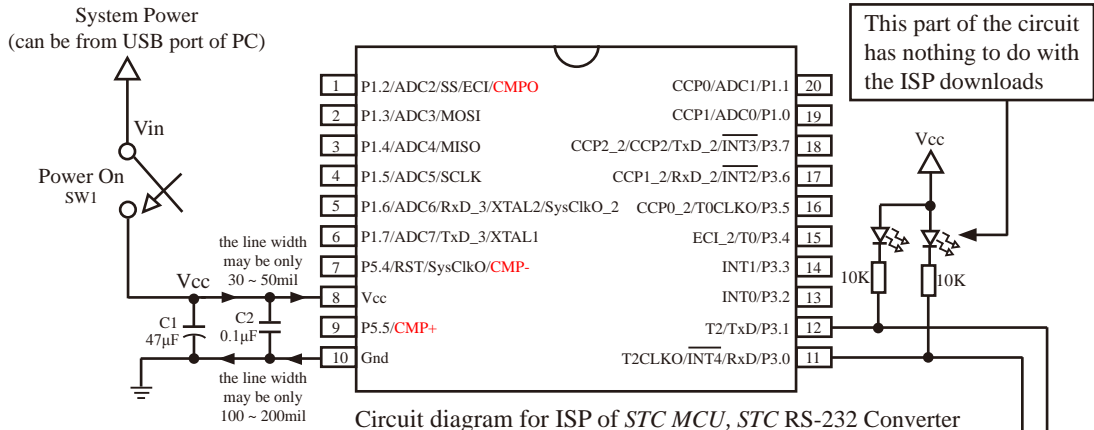 System Power
(can be from USB port of PC)
Vin
Power On
SW1
the line width
may be only
30 ~ 50mil
Vcc
C1
47μF
C2
0.1μF
the line width
may be only
100 ~ 200mil
1 P1.2/ADC2/SS/ECI/CMPO
2 P1.3/ADC3/MOSI
3 P1.4/ADC4/MISO
4 P1.5/ADC5/SCLK
5 P1.6/ADC6/RxD_3/XTAL2/SysClkO_2
6 P1.7/ADC7/TxD_3/XTAL1
7 P5.4/RST/SysClkO/CMP-
8 Vcc
9 P5.5/CMP+
10 Gnd
CCP0/ADC1/P1.1 20
CCP1/ADC0/P1.0 19
CCP2_2/CCP2/TxD_2/INT3/P3.7 18
CCP1_2/RxD_2/INT2/P3.6 17
CCP0_2/T0CLKO/P3.5 16
ECI_2/T0/P3.4 15
INT1/P3.3 14
INT0/P3.2 13
T2/TxD/P3.1 12
T2CLKO/INT4/RxD/P3.0 11
This part of the circuit
has nothing to do with
the ISP downloads
Vcc
10K
10K
Circuit diagram for ISP of STC MCU, STC RS-232 Converter